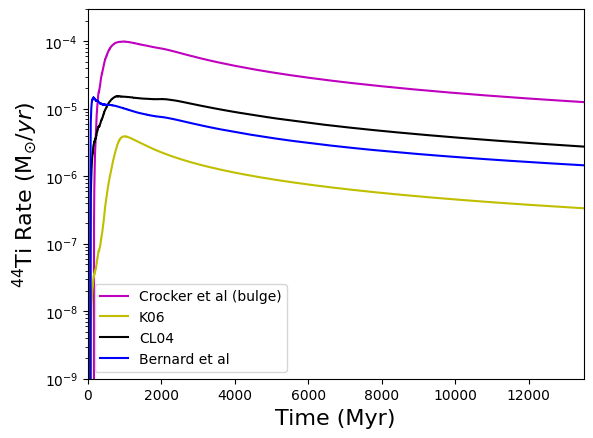 10⁻⁴
10⁻⁵
10⁻⁶
10⁻⁷
10⁻⁸
10⁻⁹
⁴⁴Ti Rate (M⊙/yr)
Crocker et al (bulge)
K06
CL04
Bernard et al
0 2000 4000 6000 8000 10000 12000
Time (Myr)